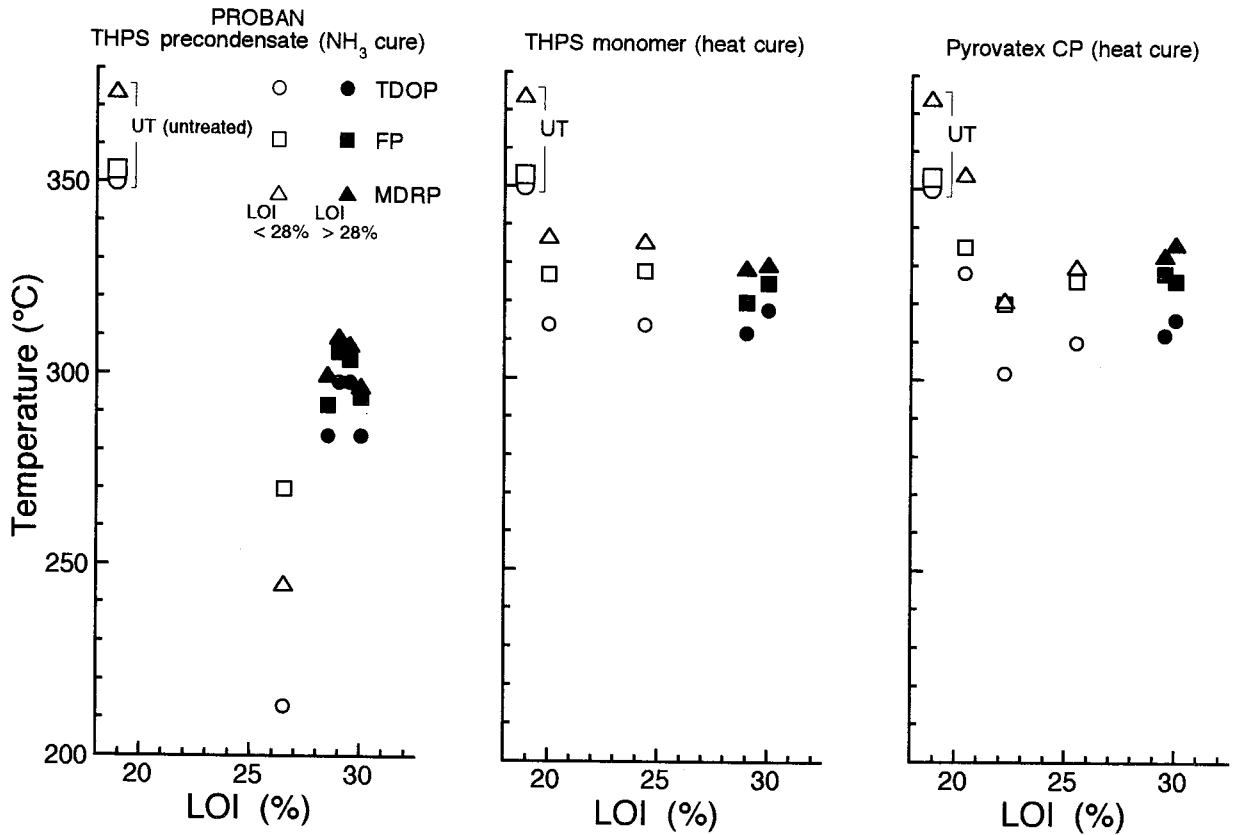 PROBAN
THPS precondensate (NH3 cure)
THPS monomer (heat cure)
Pyrovatex CP (heat cure)
TDOP
UT (untreated)
FP
MDRP
LOI LOI
< 28% > 28%
UT
UT
350
300
250
200
Temperature (°C)
20 25 30
LOI (%)
20 25 30
LOI (%)
20 25 30
LOI (%)